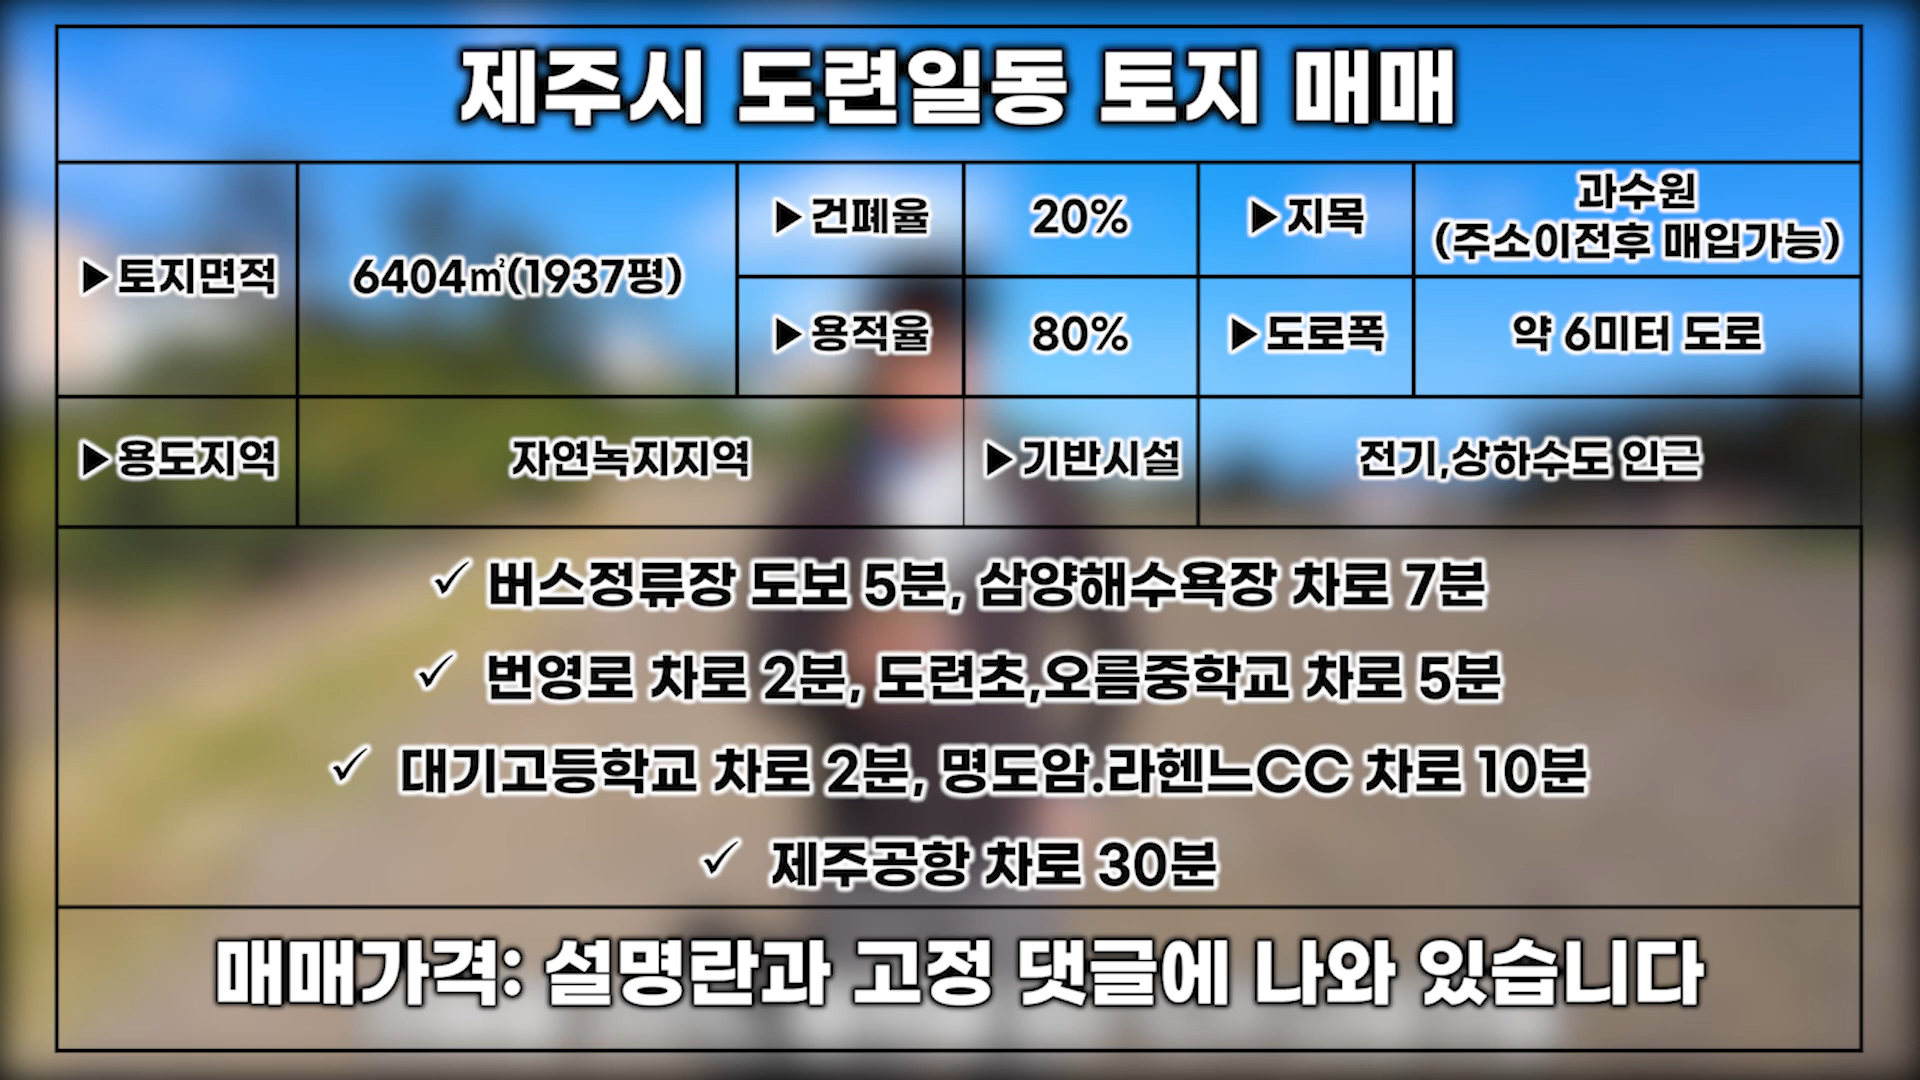 제주시 도련일동 토지 매매
▶토지면적
6404㎡(1937평)
▶건폐율
20%
▶지목
과수원
(주소이전후 매입가능)
▶용적율
80%
▶도로폭
약 6미터 도로
▶용도지역
자연녹지지역
▶기반시설
전기,상하수도 인근
✓ 버스정류장 도보 5분, 삼양해수욕장 차로 7분
✓ 번영로 차로 2분, 도련초,오름중학교 차로 5분
✓ 대기고등학교 차로 2분, 명도암.라헨느CC 차로 10분
✓ 제주공항 차로 30분
매매가격: 설명란과 고정 댓글에 나와 있습니다